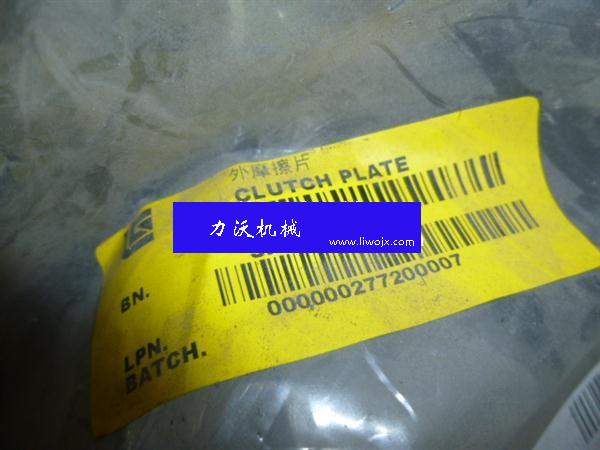 外摩擦片
CLUTCH PLATE
力沃机械
www.liwojx.com
BN.
000000277200007
LPN.
BATCH.